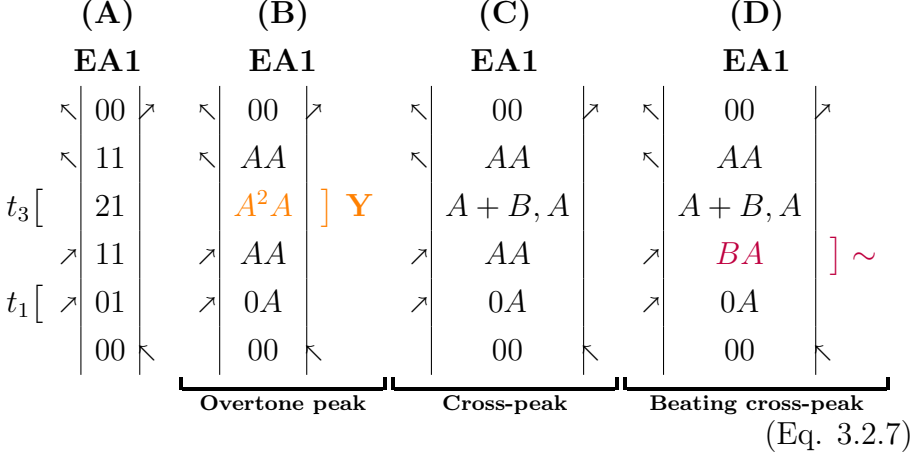 (A) (B) (C) (D)
EA1 EA1 EA1 EA1
↖ 00 ↗ ↖ 00 ↗ ↖ 00 ↗ ↖ 00 ↗
↖ 11 ↖ AA ↖ AA ↖ AA
t₃[ 21 A²A ] Y A + B, A A + B, A
↗ 11 ↗ AA ↗ AA ↗ BA ] ∼
t₁[ ↗ 01 ↗ 0A ↗ 0A ↗ 0A
00 ↖ 00 ↖ 00 ↖ 00 ↖
Overtone peak Cross-peak Beating cross-peak
(Eq. 3.2.7)